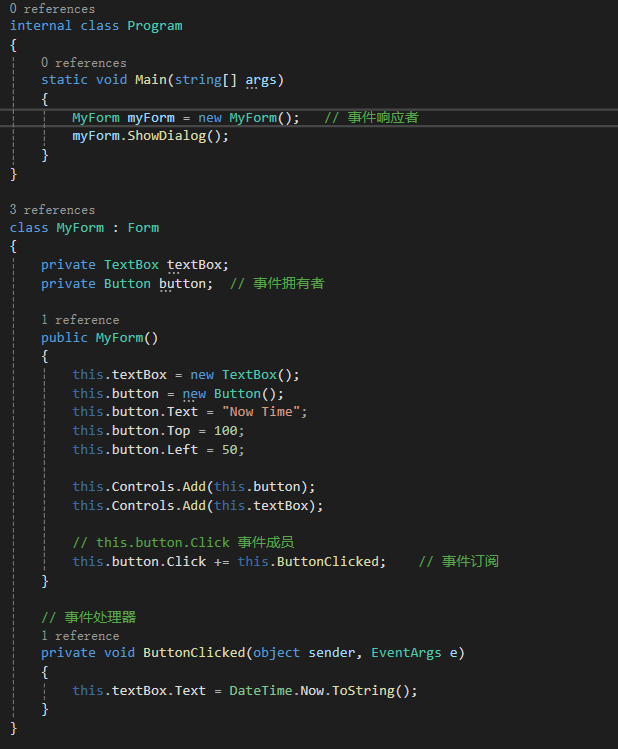 0 references
internal class Program
{
0 references
static void Main(string[] args)
{
MyForm myForm = new MyForm();   // 事件响应者
myForm.ShowDialog();
}
}
3 references
class MyForm : Form
{
private TextBox textBox;
private Button button;  // 事件拥有者
1 reference
public MyForm()
{
this.textBox = new TextBox();
this.button = new Button();
this.button.Text = "Now Time";
this.button.Top = 100;
this.button.Left = 50;
this.Controls.Add(this.button);
this.Controls.Add(this.textBox);
// this.button.Click 事件成员
this.button.Click += this.ButtonClicked;    // 事件订阅
}
// 事件处理器
1 reference
private void ButtonClicked(object sender, EventArgs e)
{
this.textBox.Text = DateTime.Now.ToString();
}
}